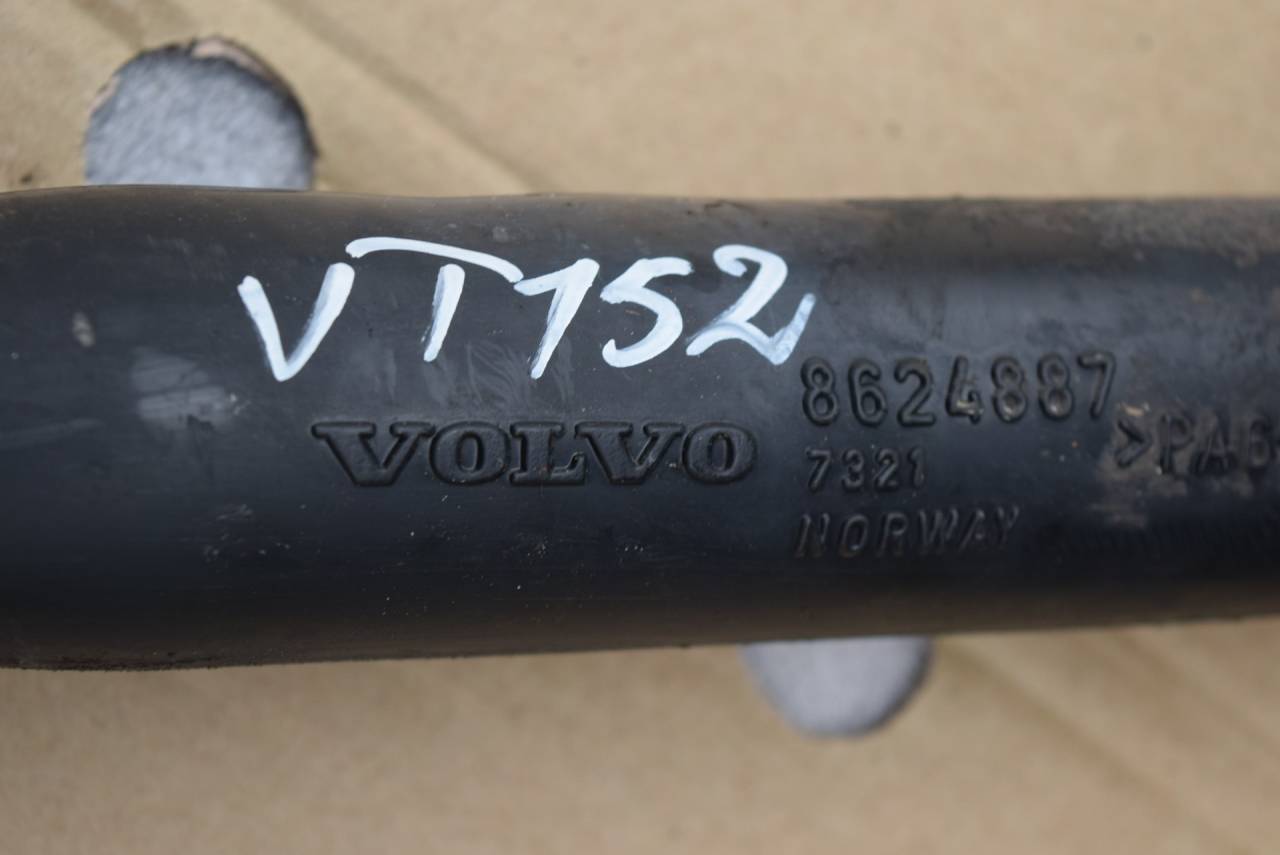 VT152
VOLVO
8624887
7321
NORWAY
>PA6